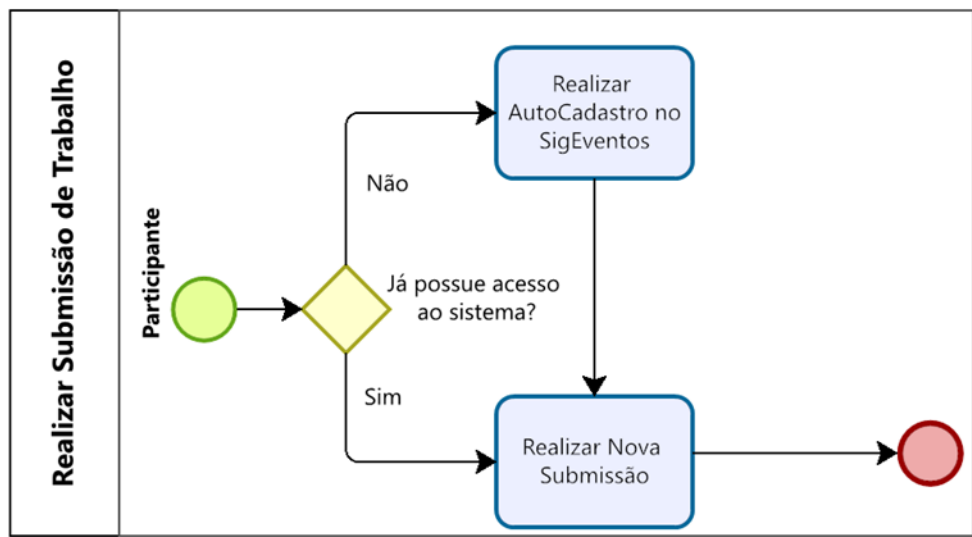 Realizar Submissão de Trabalho
Participante
Não
Já possue acesso
ao sistema?
Sim
Realizar
AutoCadastro no
SigEventos
Realizar Nova
Submissão